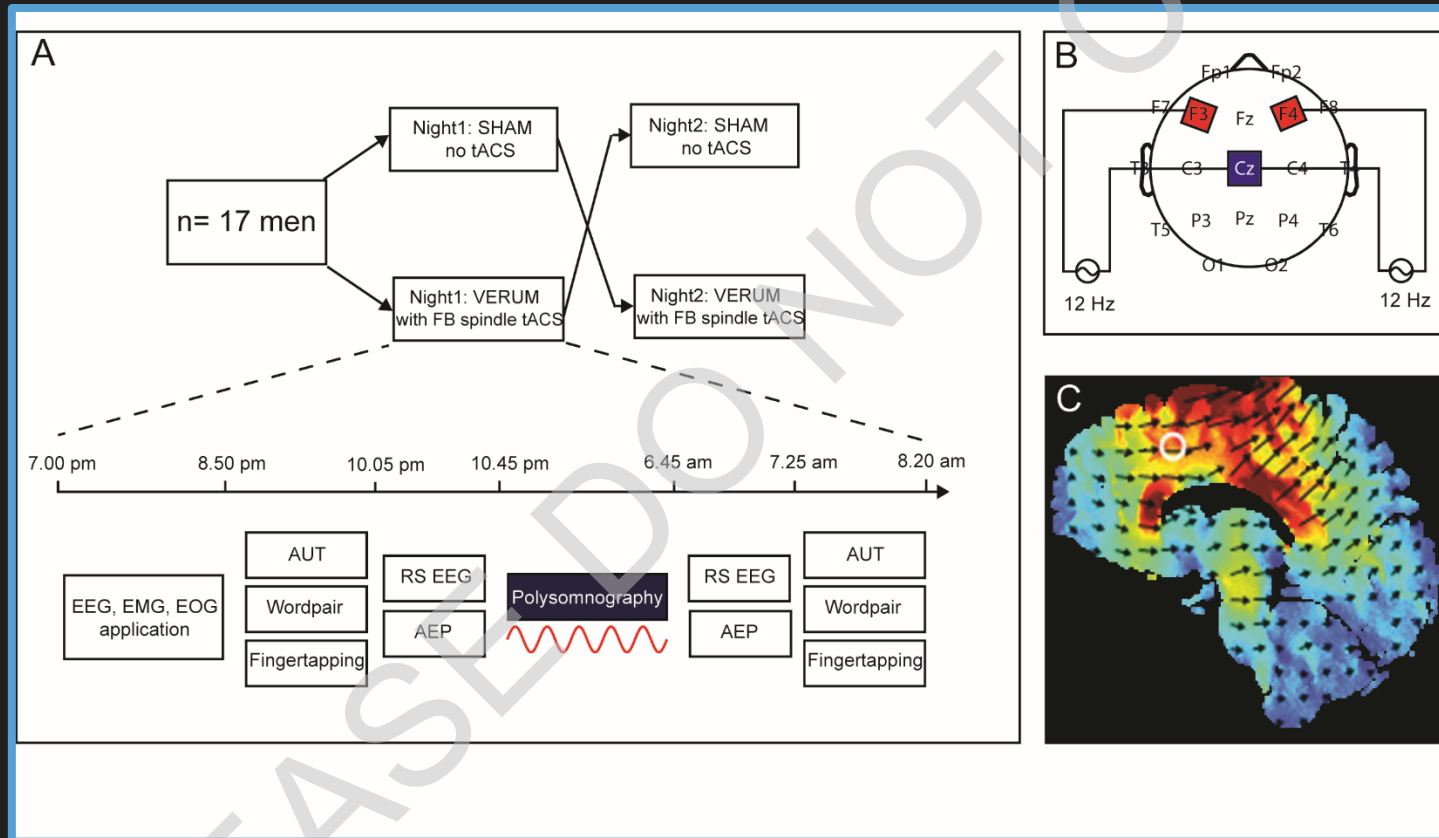 A
n= 17 men
Night1: SHAM
no tACS
Night2: SHAM
no tACS
Night1: VERUM
with FB spindle tACS
Night2: VERUM
with FB spindle tACS
7.00 pm
8.50 pm
10.05 pm
10.45 pm
6.45 am
7.25 am
8.20 am
EEG, EMG, EOG
application
AUT
Wordpair
Fingertapping
RS EEG
AEP
Polysomnography
RS EEG
AEP
AUT
Wordpair
Fingertapping
B
Fp1 Fp2
F7 F3 Fz F4 F8
T3 C3 Cz C4
T5 P3 Pz P4 T6
O1 O2
12 Hz 12 Hz
C
EASE DO NOT